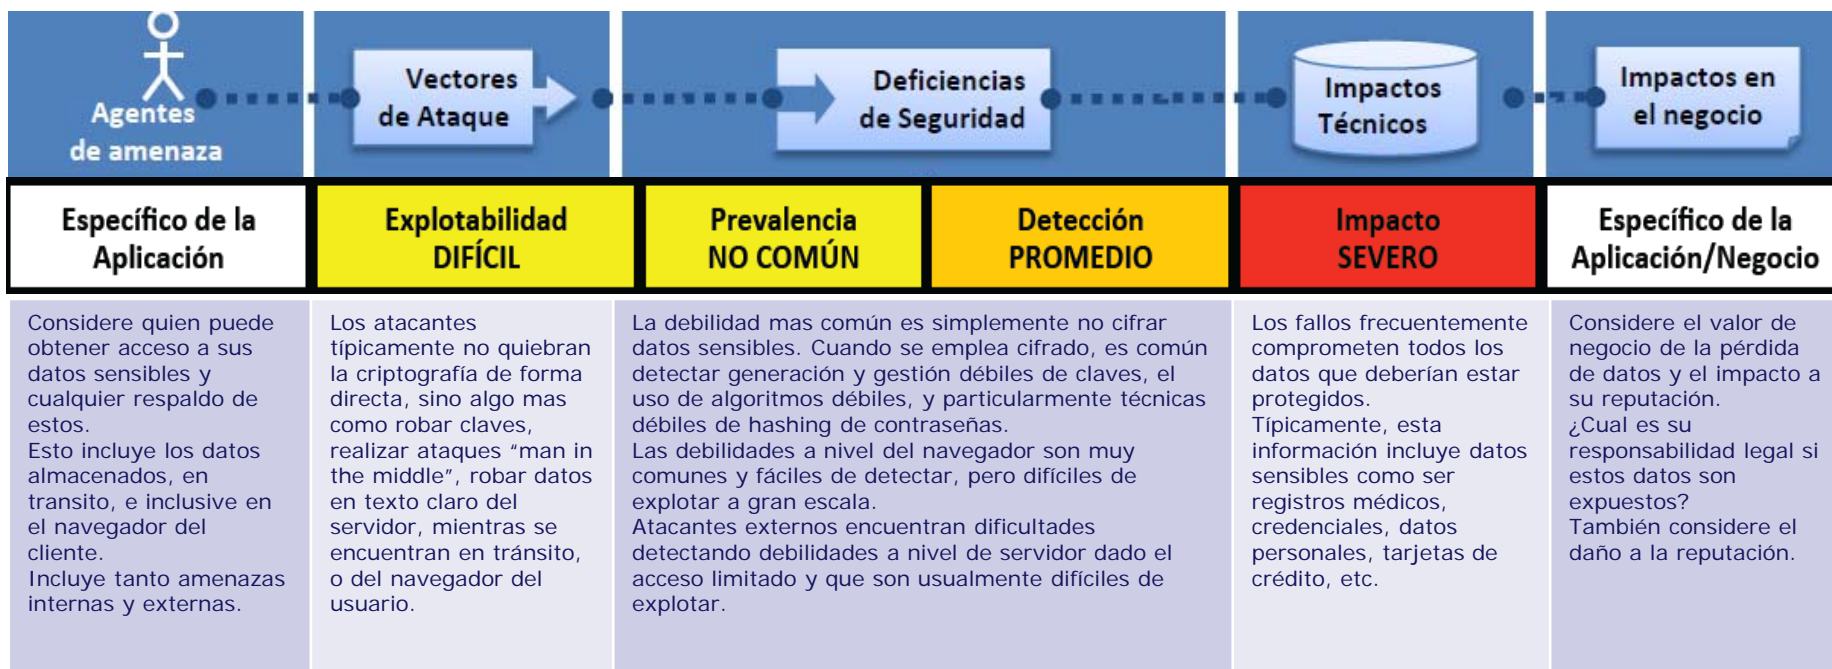 Agentes
de amenaza
Vectores
de Ataque
Deficiencias
de Seguridad
Impactos
Técnicos
Impactos en
el negocio
Específico de la
Aplicación
Explotabilidad
DIFÍCIL
Prevalencia
NO COMÚN
Detección
PROMEDIO
Impacto
SEVERO
Específico de la
Aplicación/Negocio
Considere quien puede
obtener acceso a sus
datos sensibles y
cualquier respaldo de
estos.
Esto incluye los datos
almacenados, en
transito, e inclusive en
el navegador del
cliente.
Incluye tanto amenazas
internas y externas.
Los atacantes
típicamente no quiebran
la criptografía de forma
directa, sino algo mas
como robar claves,
realizar ataques “man in
the middle”, robar datos
en texto claro del
servidor, mientras se
encuentran en tránsito,
o del navegador del
usuario.
La debilidad mas común es simplemente no cifrar
datos sensibles. Cuando se emplea cifrado, es común
detectar generación y gestión débiles de claves, el
uso de algoritmos débiles, y particularmente técnicas
débiles de hashing de contraseñas.
Las debilidades a nivel del navegador son muy
comunes y fáciles de detectar, pero difíciles de
explotar a gran escala.
Atacantes externos encuentran dificultades
detectando debilidades a nivel de servidor dado el
acceso limitado y que son usualmente difíciles de
explotar.
Los fallos frecuentemente
comprometen todos los
datos que deberían estar
protegidos.
Típicamente, esta
información incluye datos
sensibles como ser
registros médicos,
credenciales, datos
personales, tarjetas de
crédito, etc.
Considere el valor de
negocio de la pérdida
de datos y el impacto a
su reputación.
¿Cual es su
responsabilidad legal si
estos datos son
expuestos?
También considere el
daño a la reputación.